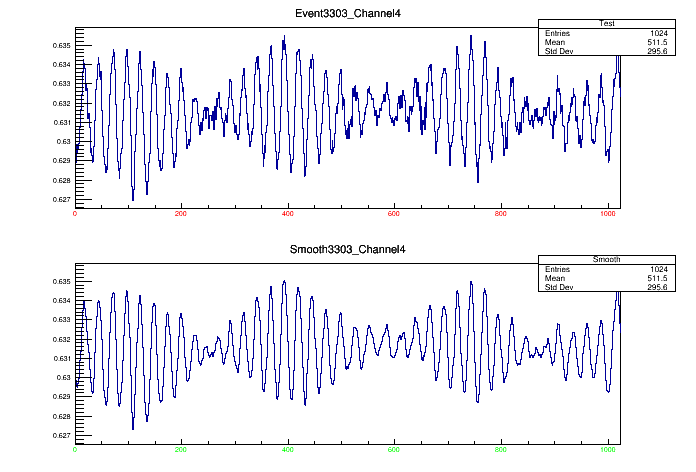 Event3303_Channel4
Test
Entries 1024
Mean 511.5
Std Dev 295.6
0.635
0.634
0.633
0.632
0.631
0.63
0.629
0.628
0.627
0 200 400 600 800 1000
Smooth3303_Channel4
Smooth
Entries 1024
Mean 511.5
Std Dev 295.6
0.635
0.634
0.633
0.632
0.631
0.63
0.629
0.628
0.627
0 200 400 600 800 1000